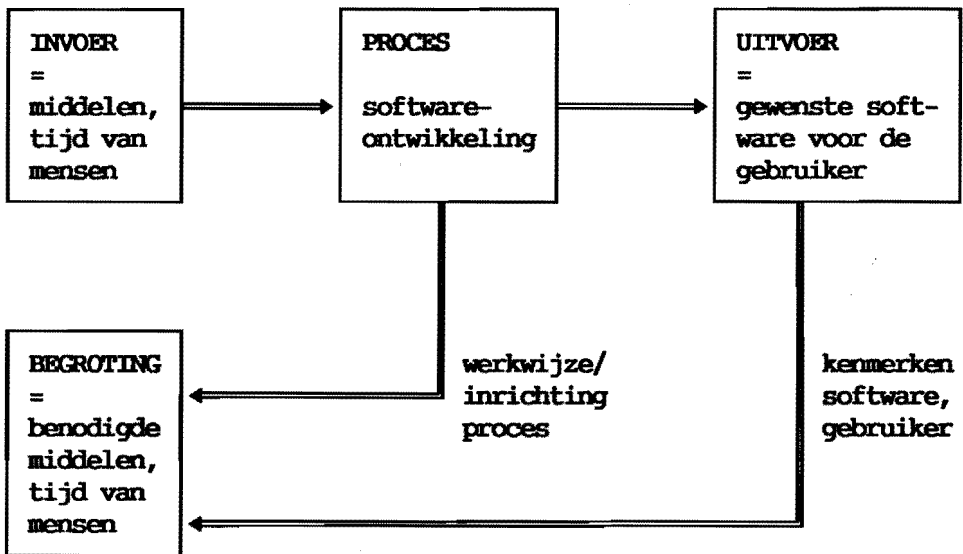 INVOER
=
middelen,
tijd van
mensen
PROCES
software-
ontwikkeling
UITVOER
=
gewenste soft-
ware voor de
gebruiker
BEGROTING
=
benodigde
middelen,
tijd van
mensen
werkwijze/
inrichting
proces
kenmerken
software,
gebruiker